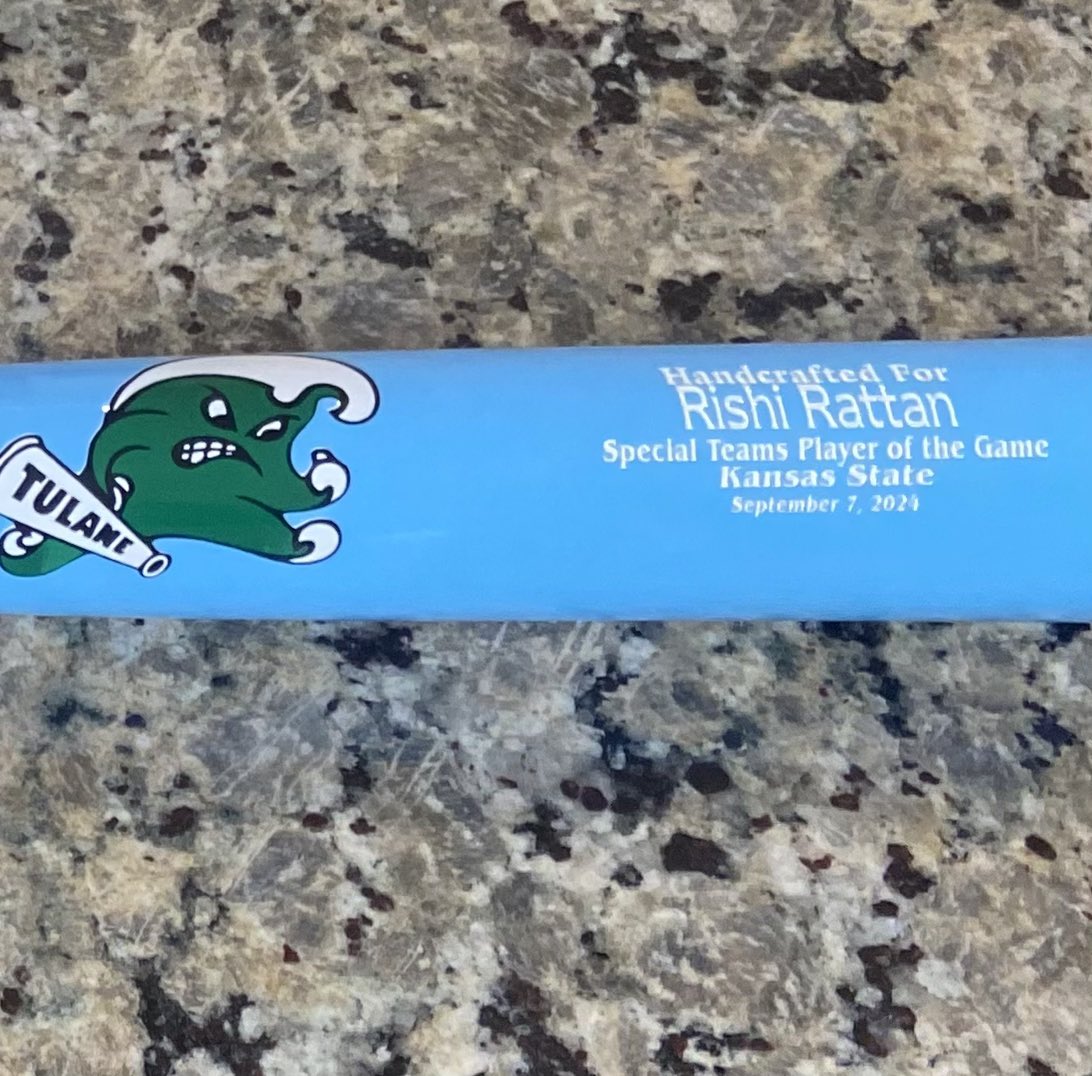 TULANE
Handcrafted For
Rishi Rattan
Special Teams Player of the Game
Kansas State
September 7, 2024